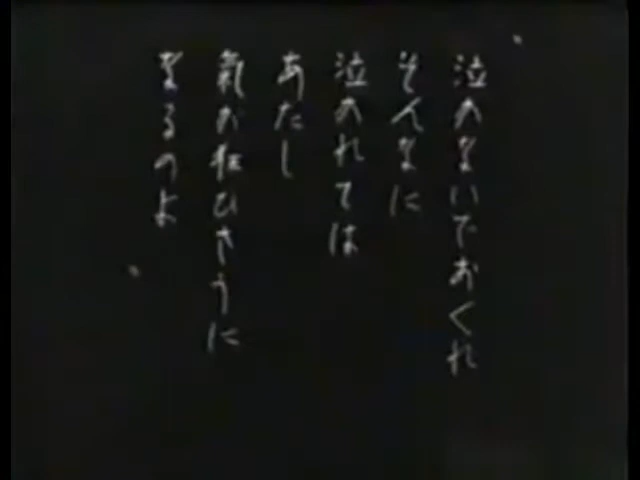 泣かないでおくれ
そんなに
泣かれては
あたし
氣が狂ひさうに
なるのよ